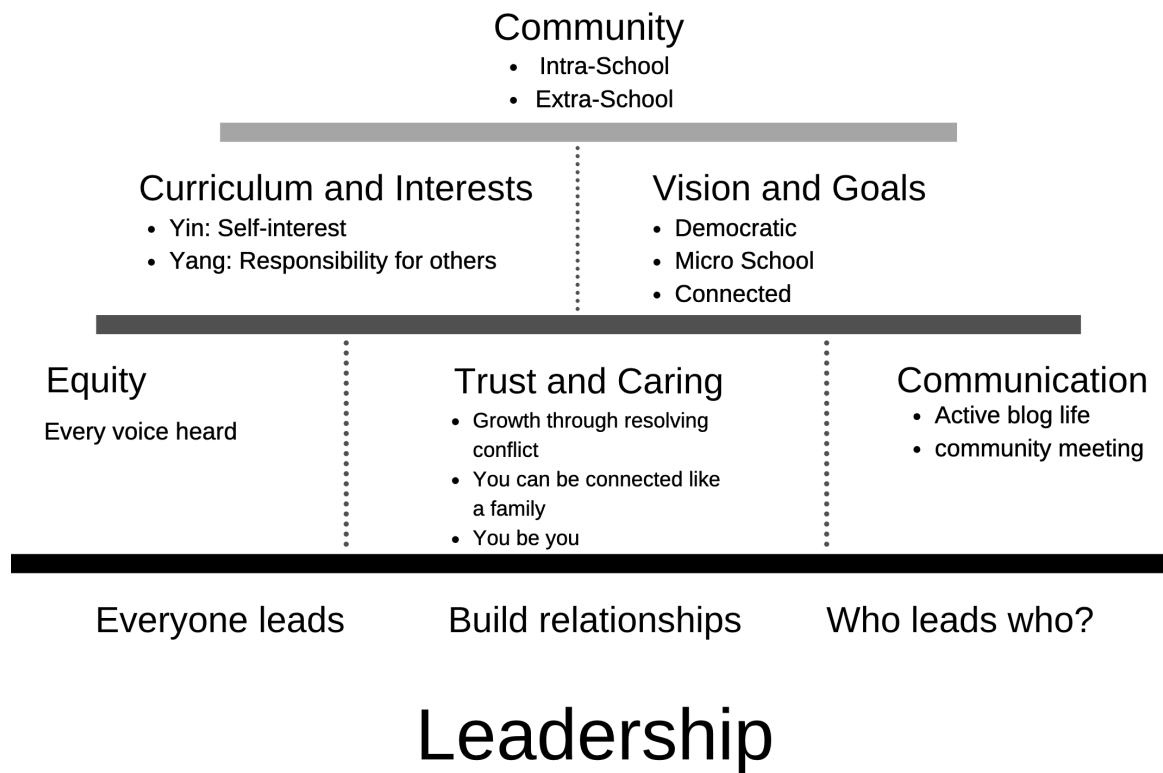 Community
• Intra-School
• Extra-School
Curriculum and Interests
• Yin: Self-interest
• Yang: Responsibility for others
Vision and Goals
• Democratic
• Micro School
• Connected
Equity
Every voice heard
Trust and Caring
• Growth through resolving
conflict
• You can be connected like
a family
• You be you
Communication
• Active blog life
• community meeting
Everyone leads
Build relationships
Who leads who?
Leadership